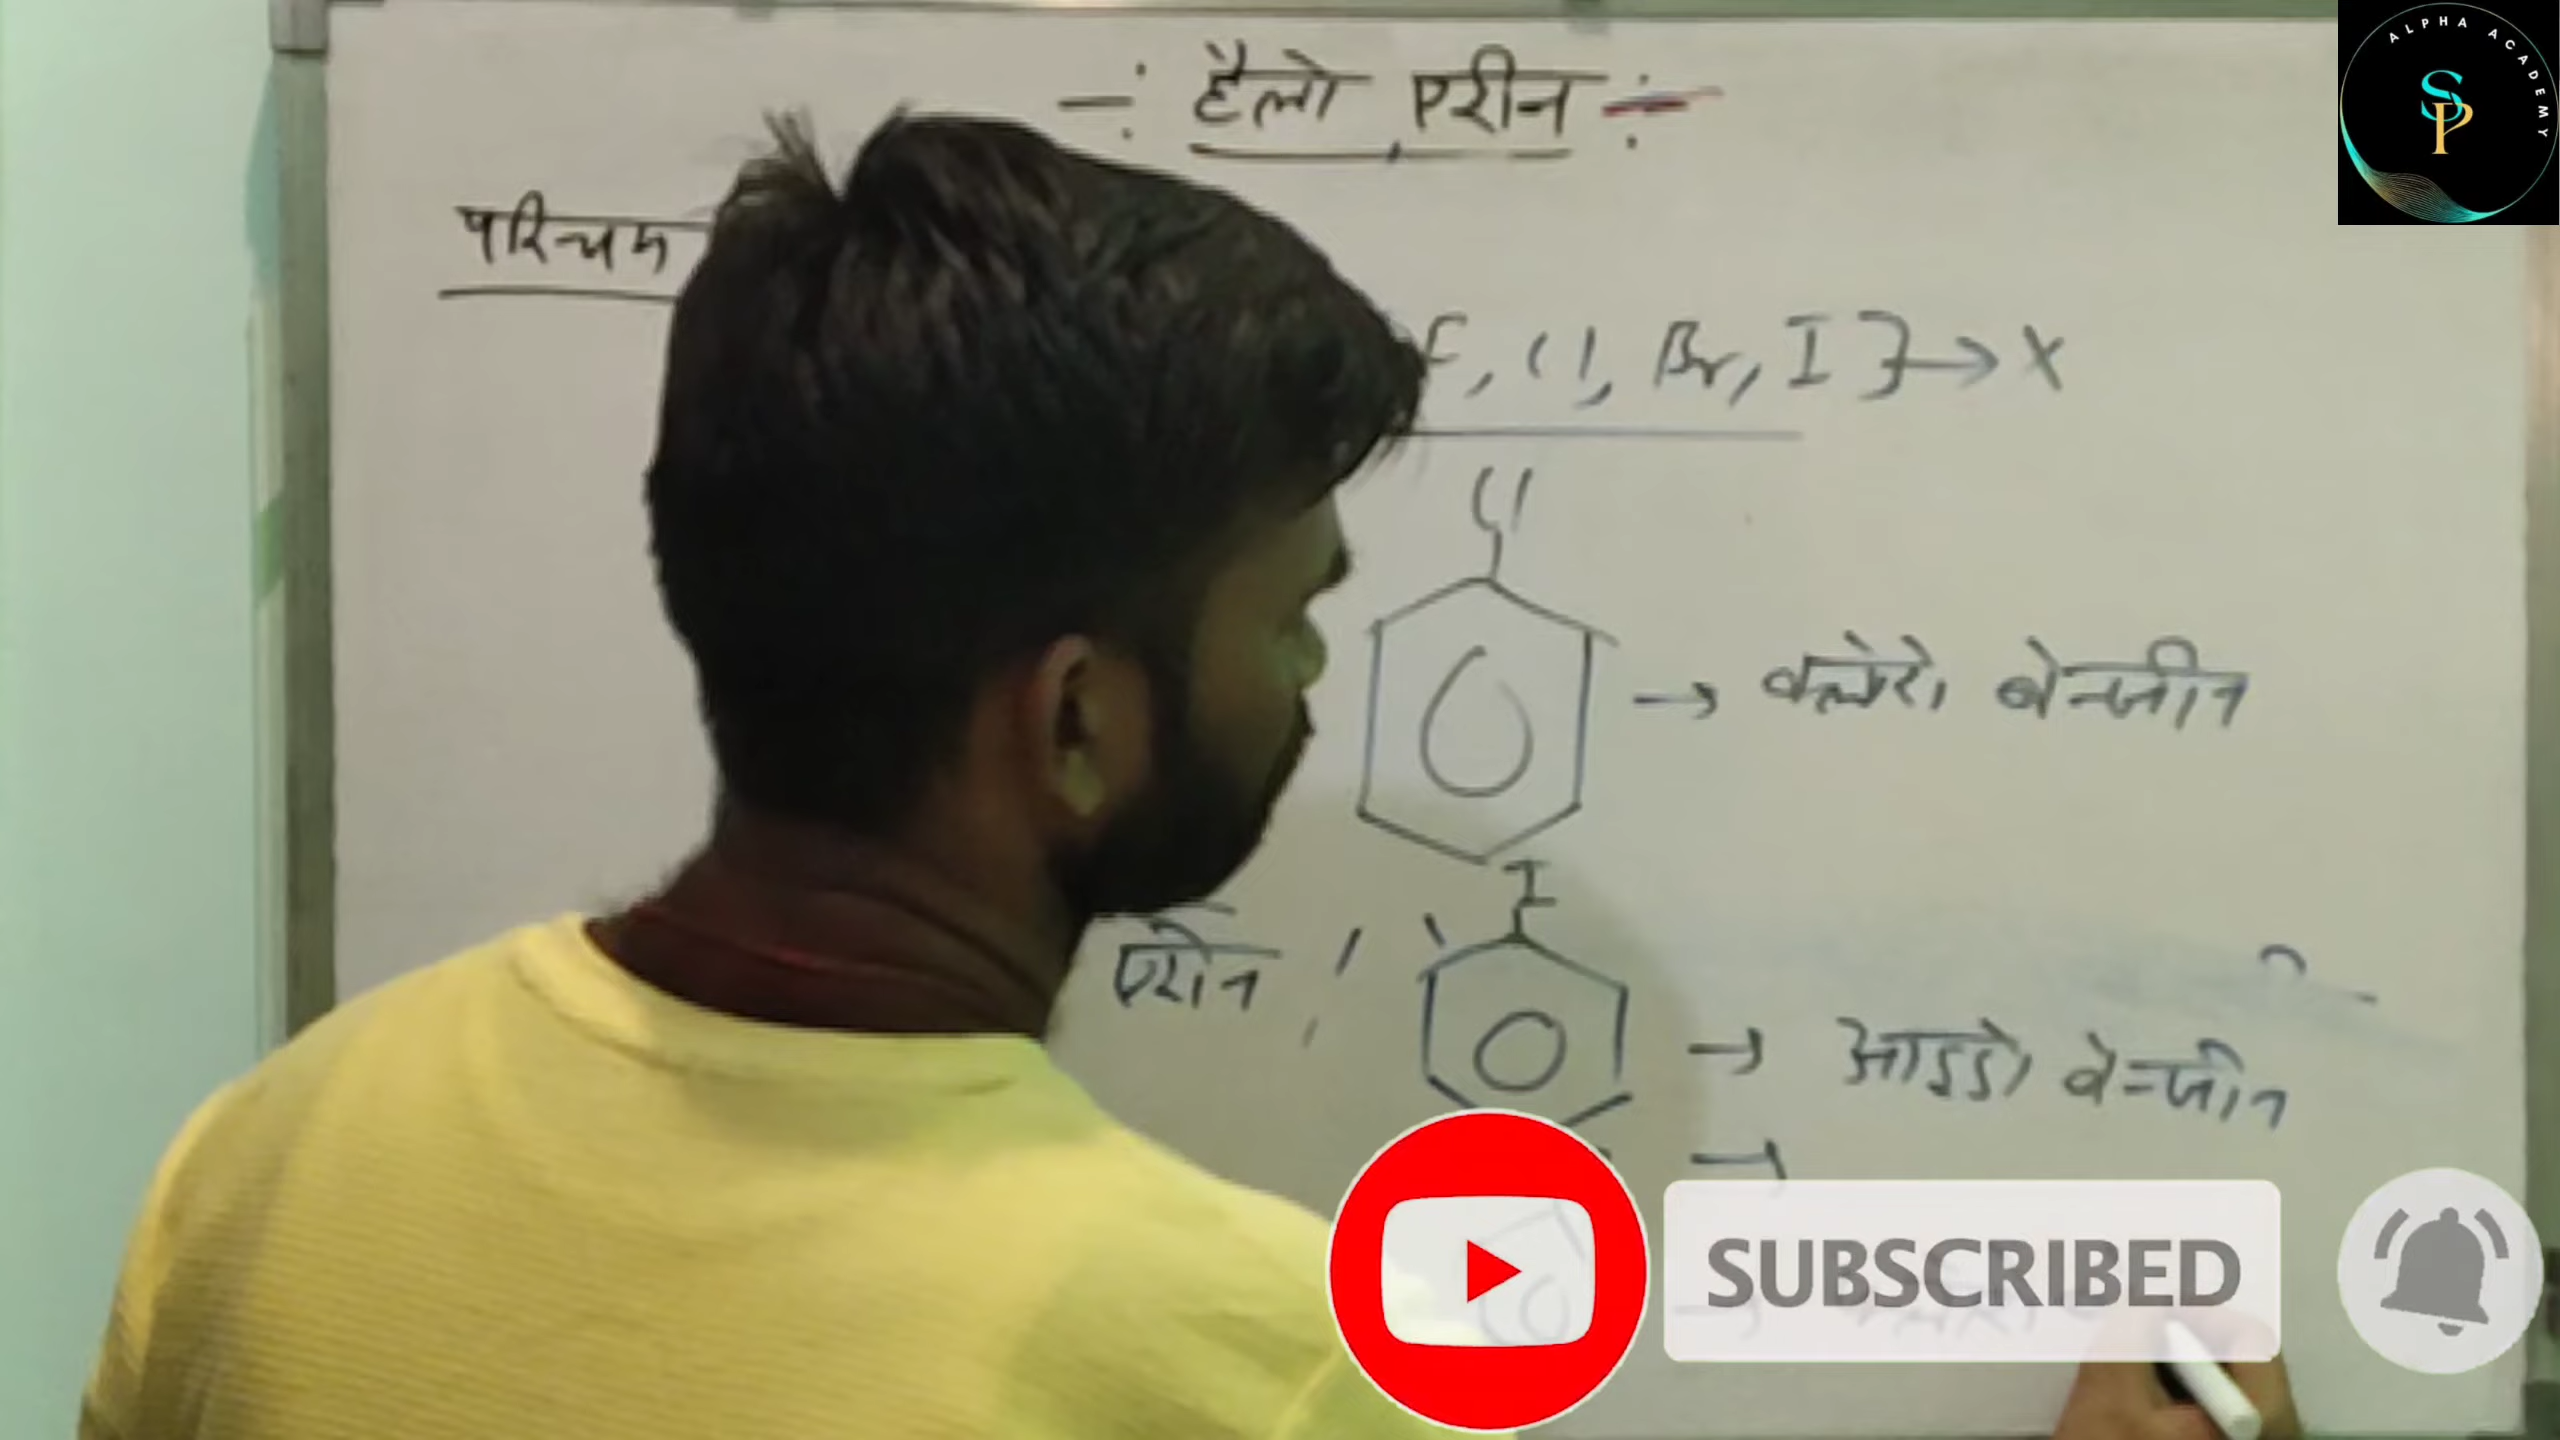 ALPHA ACADEMY
SP
-: हैलो एरीन :-
परिचय
F, Cl, Br, I } → X
Cl
→ क्लोरो बेन्जीन
I
एरीन
→ आइडो बेन्जीन
→
SUBSCRIBED